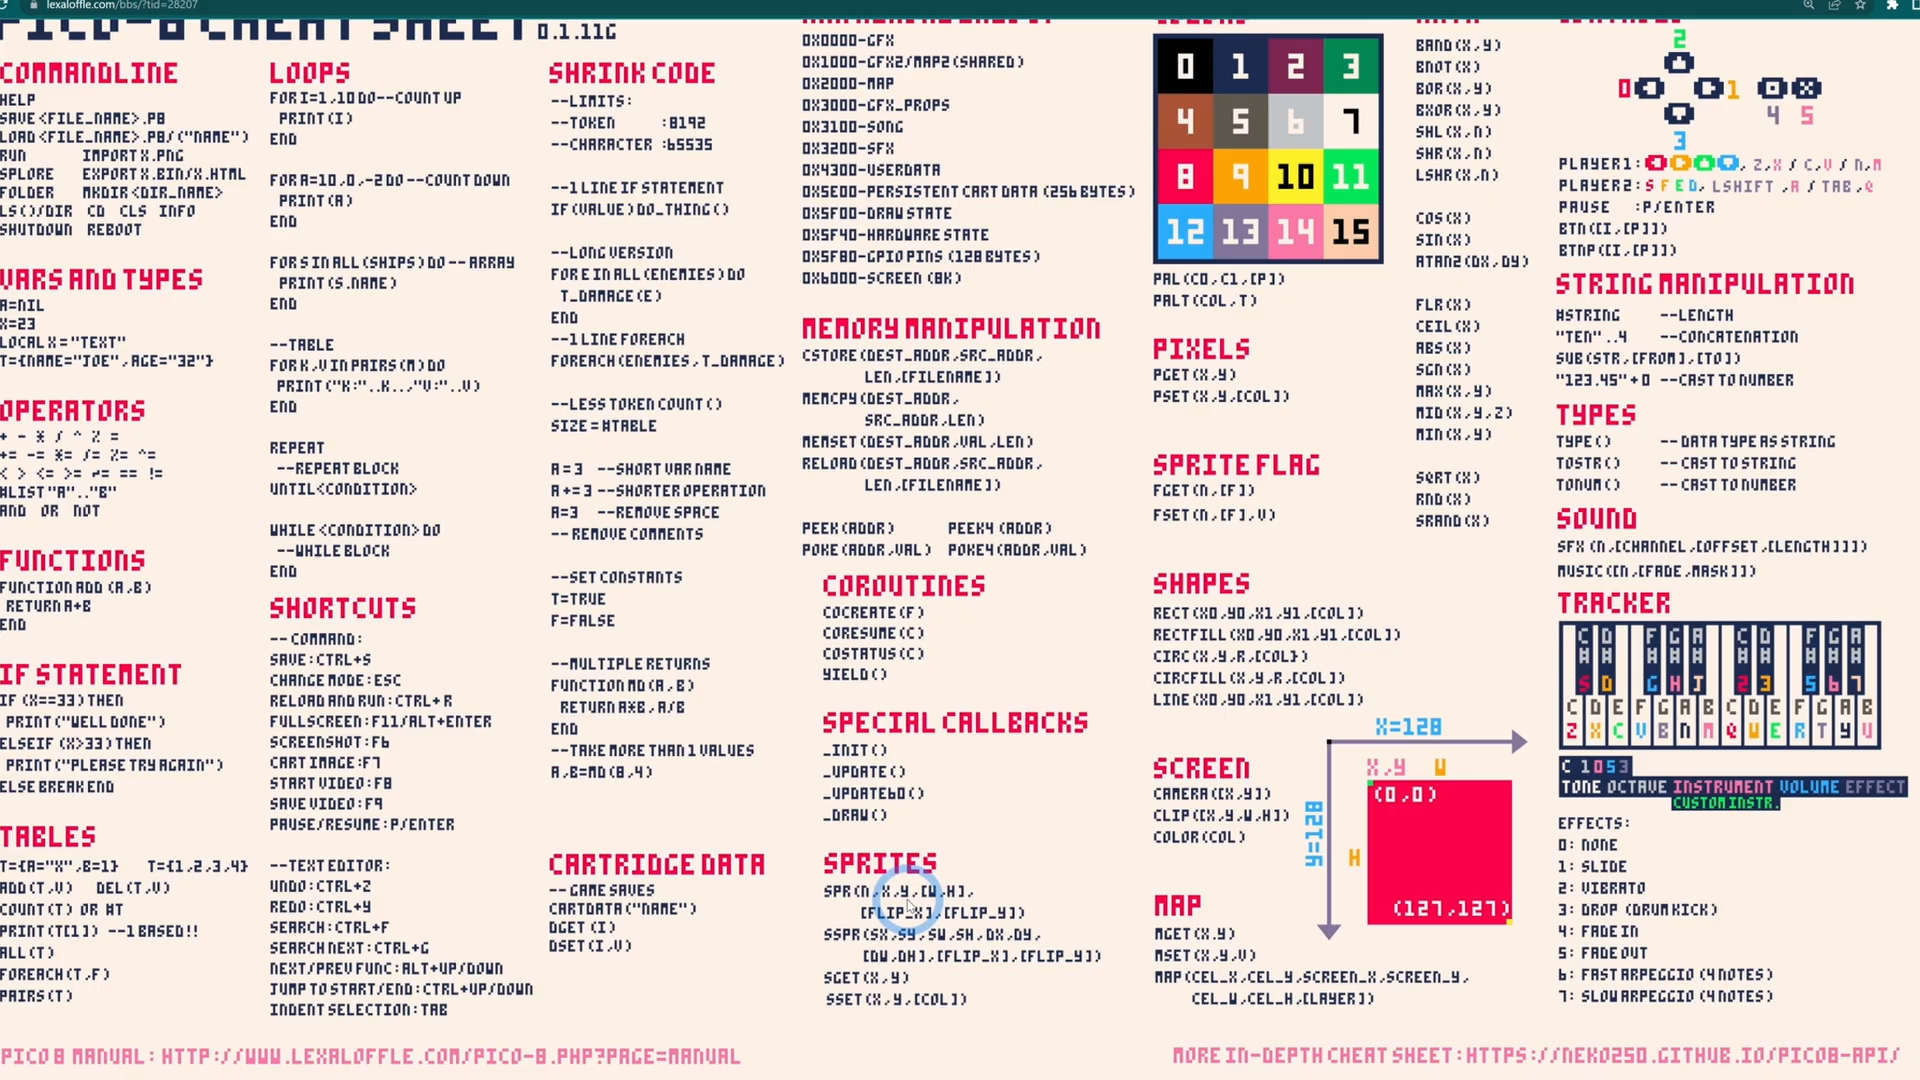 lexaloffle.com/bbs/?tid=28207
PICO-8 CHEAT SHEET 0.1.11G
COMMANDLINE
HELP
SAVE <FILE_NAME>.P8
LOAD <FILE_NAME>.P8/("NAME")
RUN IMPORT X.PNG
SPLORE EXPORT X.BIN/X.HTML
FOLDER MKDIR <DIR_NAME>
LS()/DIR CD CLS INFO
SHUTDOWN REBOOT
VARS AND TYPES
A=NIL
X=23
LOCAL X = "TEXT"
T={NAME="JOE",AGE="32"}
OPERATORS
+ - * / ^ % =
+= -= *= /= %= ^=
< > <= >= ~= == !=
#LIST "A".."B"
AND OR NOT
FUNCTIONS
FUNCTION ADD (A,B)
RETURN A+B
END
IF STATEMENT
IF (X==33) THEN
PRINT("WELL DONE")
ELSEIF (X>33) THEN
PRINT("PLEASE TRY AGAIN")
ELSE BREAK END
TABLES
T={A="X",B=1} T={1,2,3,4}
ADD(T,V) DEL(T,V)
COUNT(T) OR #T
PRINT(T[1]) --1 BASED!!
ALL(T)
FOREACH(T,F)
PAIRS(T)
LOOPS
FOR I=1,10 DO --COUNT UP
PRINT(I)
END
FOR A=10,0,-2 DO --COUNT DOWN
PRINT(A)
END
FOR S IN ALL(SHIPS) DO --ARRAY
PRINT(S.NAME)
END
--TABLE
FOR K,V IN PAIRS(M) DO
PRINT("K:"..K..,"V:"..V)
END
REPEAT
--REPEAT BLOCK
UNTIL <CONDITION>
WHILE <CONDITION> DO
--WHILE BLOCK
END
SHORTCUTS
-- COMMAND:
SAVE:CTRL+S
CHANGE MODE:ESC
RELOAD AND RUN:CTRL+R
FULLSCREEN:F11/ALT+ENTER
SCREENSHOT:F6
CART IMAGE:F7
START VIDEO:F8
SAVE VIDEO:F9
PAUSE/RESUME:P/ENTER
--TEXT EDITOR:
UNDO:CTRL+Z
REDO:CTRL+Y
SEARCH:CTRL+F
SEARCH NEXT:CTRL+G
NEXT/PREV FUNC:ALT+UP/DOWN
JUMP TO START/END:CTRL+UP/DOWN
INDENT SELECTION:TAB
SHRINK CODE
--LIMITS:
--TOKEN :8192
--CHARACTER :65535
--1 LINE IF STATEMENT
IF(VALUE) DO_THING()
--LONG VERSION
FOR E IN ALL(ENEMIES) DO
T_DAMAGE(E)
END
--1 LINE FOREACH
FOREACH(ENEMIES,T_DAMAGE)
--LESS TOKEN COUNT()
SIZE = #TABLE
A = 3 --SHORT VAR NAME
A += 3 --SHORTER OPERATION
A=3 --REMOVE SPACE
-- REMOVE COMMENTS
--SET CONSTANTS
T=TRUE
F=FALSE
--MULTIPLE RETURNS
FUNCTION MD(A,B)
RETURN A*B,A/B
END
--TAKE MORE THAN 1 VALUES
A,B=MD(8,4)
CARTRIDGE DATA
-- GAME SAVES
CARTDATA("NAME")
DGET(I)
DSET(I,V)
0X0000-GFX
0X1000-GFX2/MAP2(SHARED)
0X2000-MAP
0X3000-GFX_PROPS
0X3100-SONG
0X3200-SFX
0X4300-USERDATA
0X5E00-PERSISTENT CART DATA (256 BYTES)
0X5F00-DRAW STATE
0X5F40-HARDWARE STATE
0X5F80-GPIO PINS (128 BYTES)
0X6000-SCREEN (8K)
MEMORY MANIPULATION
CSTORE(DEST_ADDR,SRC_ADDR,
LEN,[FILENAME])
MEMCPY(DEST_ADDR,
SRC_ADDR,LEN)
MEMSET(DEST_ADDR,VAL,LEN)
RELOAD(DEST_ADDR,SRC_ADDR,
LEN,[FILENAME])
PEEK(ADDR) PEEK4(ADDR)
POKE(ADDR,VAL) POKE4(ADDR,VAL)
COROUTINES
COCREATE(F)
CORESUME(C)
COSTATUS(C)
YIELD()
SPECIAL CALLBACKS
_INIT()
_UPDATE()
_UPDATE60()
_DRAW()
SPRITES
SPR(N,X,Y,[W,H],
[FLIP_X],[FLIP_Y])
SSPR(SX,SY,SW,SH,DX,DY,
[DW,DH],[FLIP_X],[FLIP_Y])
SGET(X,Y)
SSET(X,Y,[COL])
0 1 2 3
4 5 6 7
8 9 10 11
12 13 14 15
PAL(C0,C1,[P])
PALT(COL,T)
PIXELS
PGET(X,Y)
PSET(X,Y,[COL])
SPRITE FLAG
FGET(N,[F])
FSET(N,[F],V)
SHAPES
RECT(X0,Y0,X1,Y1,[COL])
RECTFILL(X0,Y0,X1,Y1,[COL])
CIRC(X,Y,R,[COL})
CIRCFILL(X,Y,R,[COL])
LINE(X0,Y0,X1,Y1,[COL])
SCREEN
CAMERA([X,Y])
CLIP([X,Y,W,H])
COLOR(COL)
X=128
Y=128
X,Y W
H
(0,0)
(127,127)
MAP
MGET(X,Y)
MSET(X,Y,V)
MAP(CEL_X,CEL_Y,SCREEN_X,SCREEN_Y,
CEL_W,CEL_H,[LAYER])
BAND(X,Y)
BNOT(X)
BOR(X,Y)
BXOR(X,Y)
SHL(X,N)
SHR(X,N)
LSHR(X,N)
COS(X)
SIN(X)
ATAN2(DX,DY)
FLR(X)
CEIL(X)
ABS(X)
SGN(X)
MAX(X,Y)
MID(X,Y,Z)
MIN(X,Y)
SQRT(X)
RND(X)
SRAND(X)
2
0 1
4 5
3
PLAYER1: , Z,X / C,V / N,M
PLAYER2: S F E D, LSHIFT ,A / TAB,Q
PAUSE :P/ENTER
BTN([I,[P]])
BTNP([I,[P]])
STRING MANIPULATION
#STRING --LENGTH
"TEN"..4 --CONCATENATION
SUB(STR,[FROM],[TO])
"123.45"+0 --CAST TO NUMBER
TYPES
TYPE() -- DATA TYPE AS STRING
TOSTR() --CAST TO STRING
TONUM() --CAST TO NUMBER
SOUND
SFX (N,[CHANNEL,[OFFSET,[LENGTH]]])
MUSIC([N,[FADE,MASK]])
TRACKER
C# D# F# G# A# C# D# F# G# A#
S D G H J 2 3 5 6 7
C D E F G A B C D E F G A B
Z X C V B N M Q W E R T Y U
C 1053
TONE OCTAVE INSTRUMENT VOLUME EFFECT
CUSTOM INSTR.
EFFECTS:
0: NONE
1: SLIDE
2: VIBRATO
3: DROP (DRUM KICK)
4: FADE IN
5: FADE OUT
6: FAST ARPEGGIO (4 NOTES)
7: SLOW ARPEGGIO (4 NOTES)
PICO 8 MANUAL: HTTP://WWW.LEXALOFFLE.COM/PICO-8.PHP?PAGE=MANUAL
MORE IN-DEPTH CHEAT SHEET:HTTPS://NEKO250.GITHUB.IO/PICO8-API/